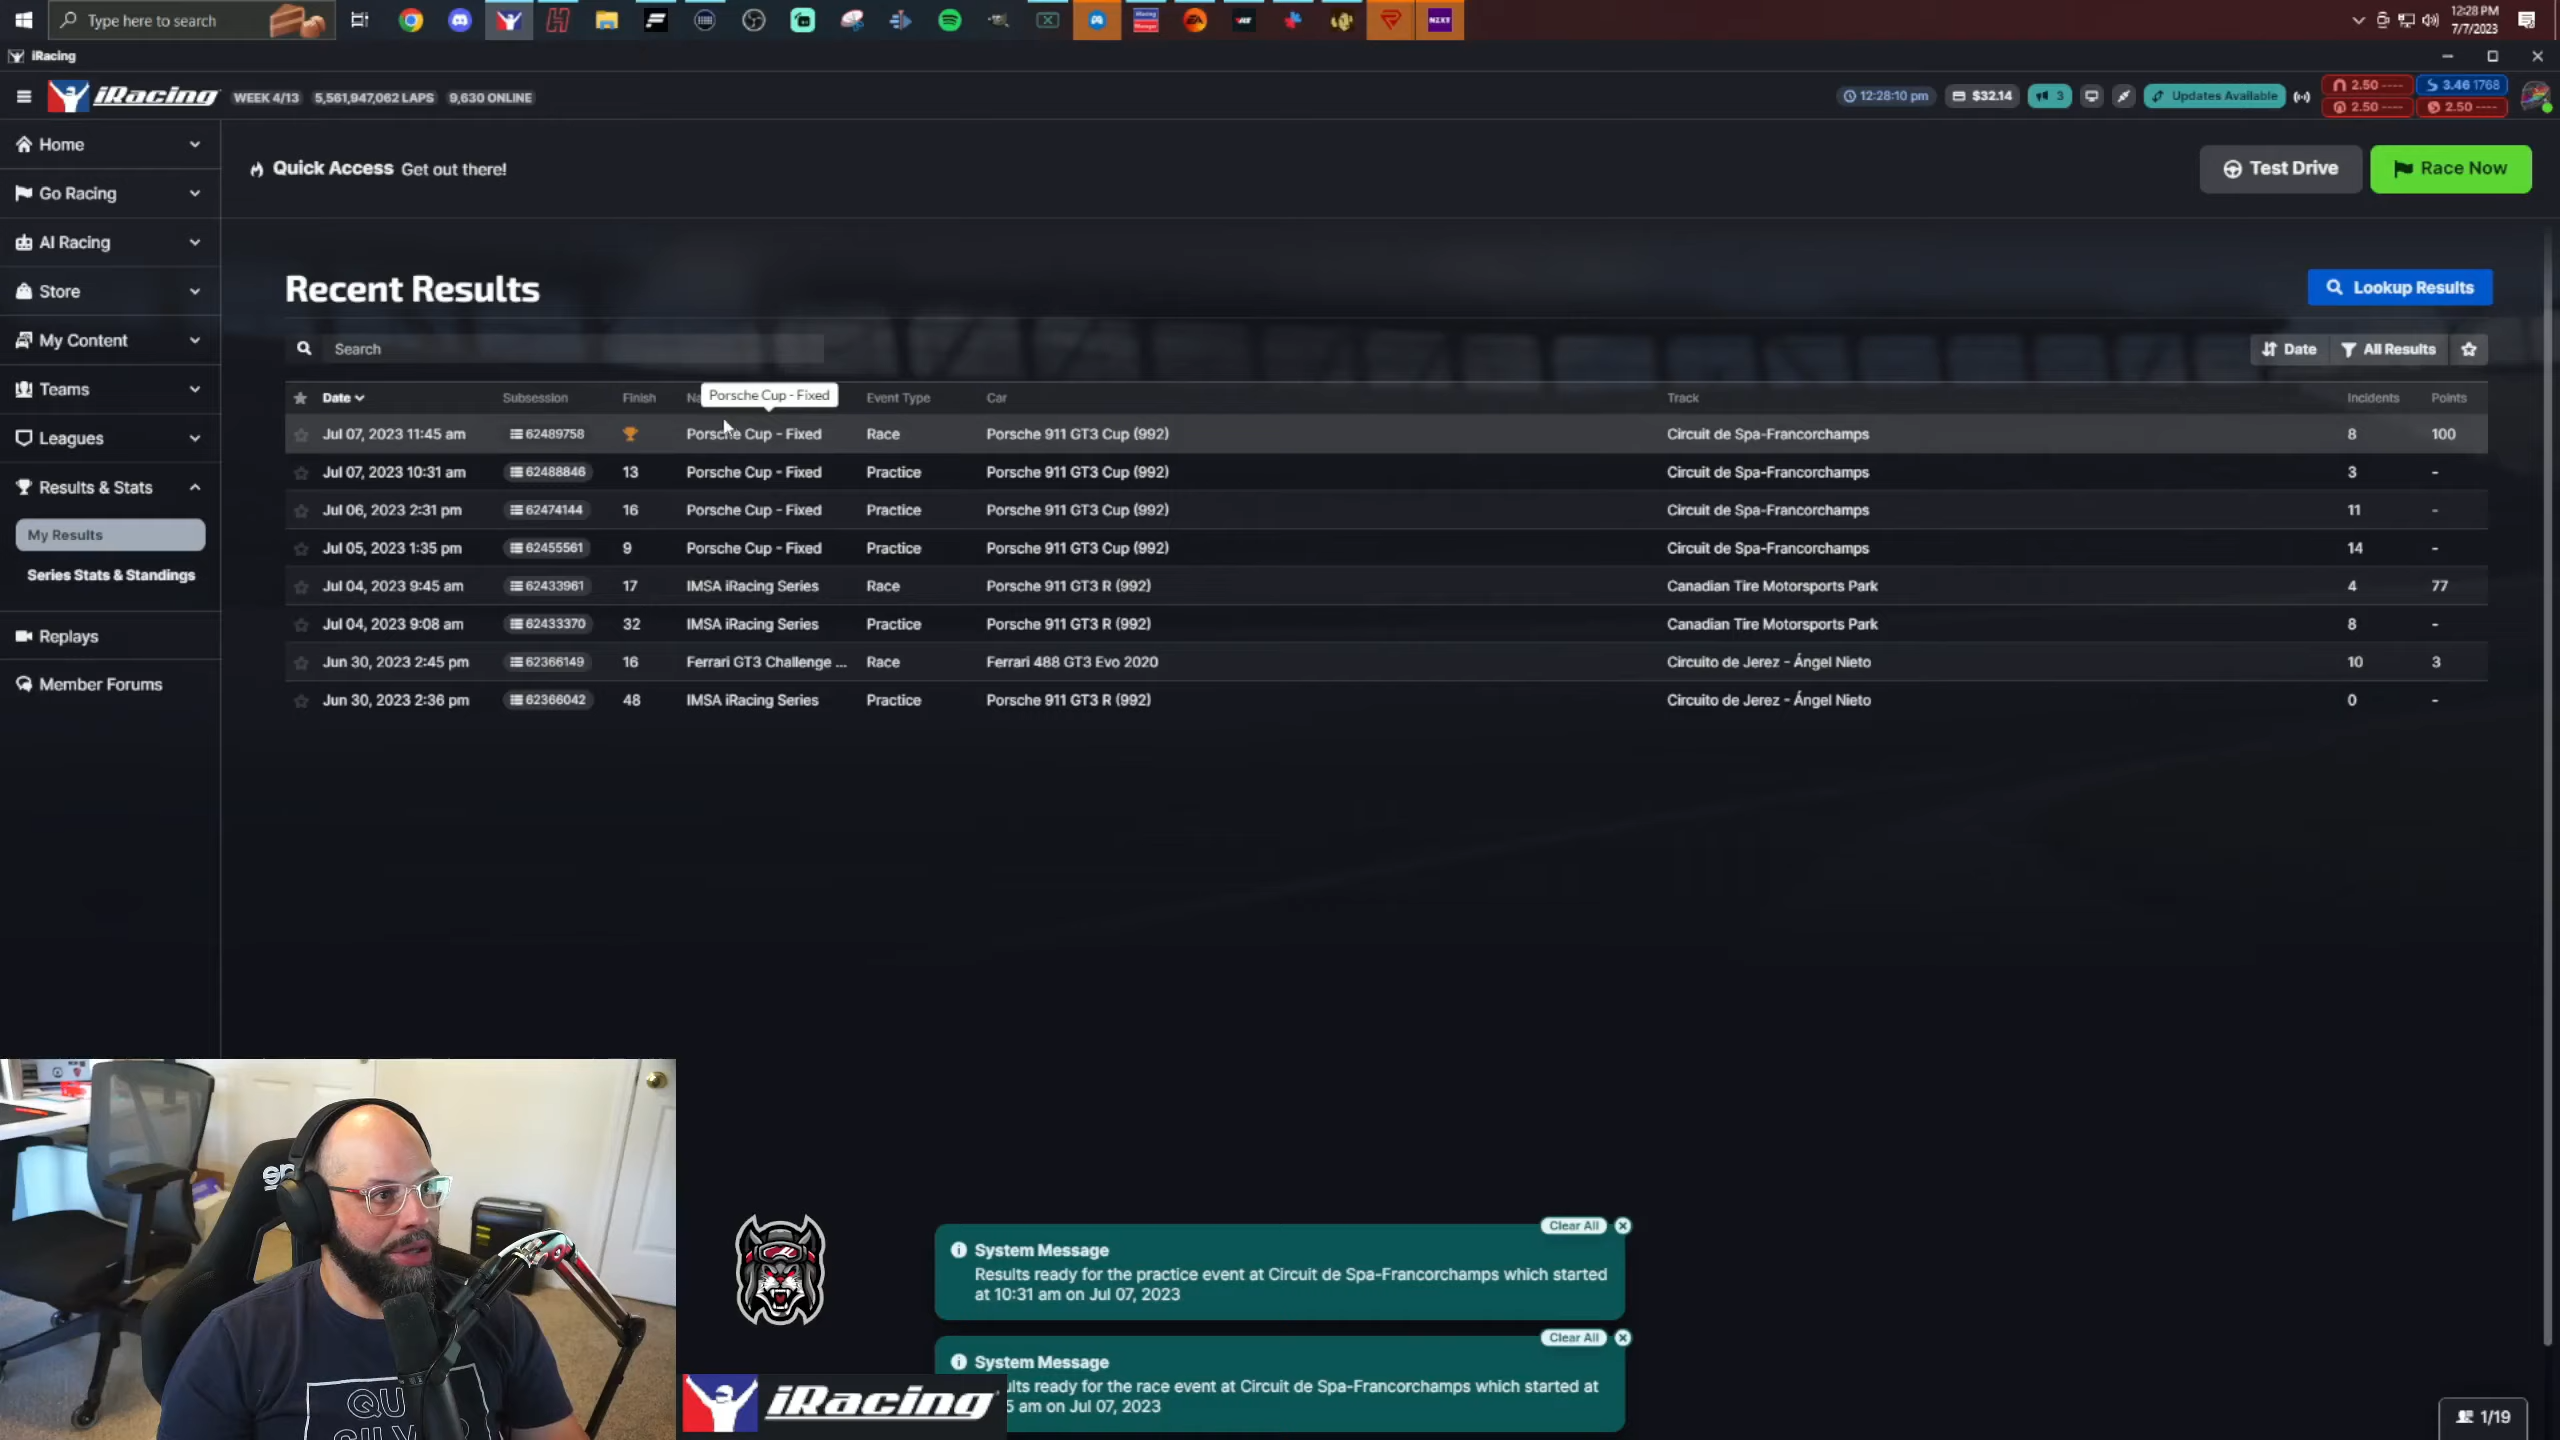 Type here to search
12:28 PM
7/7/2023
NZXT
iRacing
iRacing WEEK 4/13 5,561,947,062 LAPS 9,630 ONLINE
12:28:10 pm $32.14 3 Updates Available
2.50 ---- S 3.46 1768
2.50 ---- 2.50 ----
Home
Go Racing
AI Racing
Store
My Content
Teams
Leagues
Results & Stats
My Results
Series Stats & Standings
Replays
Member Forums
Quick Access Get out there!
Test Drive
Race Now
Recent Results
Lookup Results
Search
Date All Results
Porsche Cup - Fixed
Date Subsession Finish Na Event Type Car Track Incidents Points
Jul 07, 2023 11:45 am 62489758 Porsche Cup - Fixed Race Porsche 911 GT3 Cup (992) Circuit de Spa-Francorchamps 8 100
Jul 07, 2023 10:31 am 62488846 13 Porsche Cup - Fixed Practice Porsche 911 GT3 Cup (992) Circuit de Spa-Francorchamps 3 -
Jul 06, 2023 2:31 pm 62474144 16 Porsche Cup - Fixed Practice Porsche 911 GT3 Cup (992) Circuit de Spa-Francorchamps 11 -
Jul 05, 2023 1:35 pm 62455561 9 Porsche Cup - Fixed Practice Porsche 911 GT3 Cup (992) Circuit de Spa-Francorchamps 14 -
Jul 04, 2023 9:45 am 62433961 17 IMSA iRacing Series Race Porsche 911 GT3 R (992) Canadian Tire Motorsports Park 4 77
Jul 04, 2023 9:08 am 62433370 32 IMSA iRacing Series Practice Porsche 911 GT3 R (992) Canadian Tire Motorsports Park 8 -
Jun 30, 2023 2:45 pm 62366149 16 Ferrari GT3 Challenge ... Race Ferrari 488 GT3 Evo 2020 Circuito de Jerez - Ángel Nieto 10 3
Jun 30, 2023 2:36 pm 62366042 48 IMSA iRacing Series Practice Porsche 911 GT3 R (992) Circuito de Jerez - Ángel Nieto 0 -
Clear All
System Message
Results ready for the practice event at Circuit de Spa-Francorchamps which started
at 10:31 am on Jul 07, 2023
Clear All
System Message
ults ready for the race event at Circuit de Spa-Francorchamps which started at
5 am on Jul 07, 2023
iRacing
QU
1/19